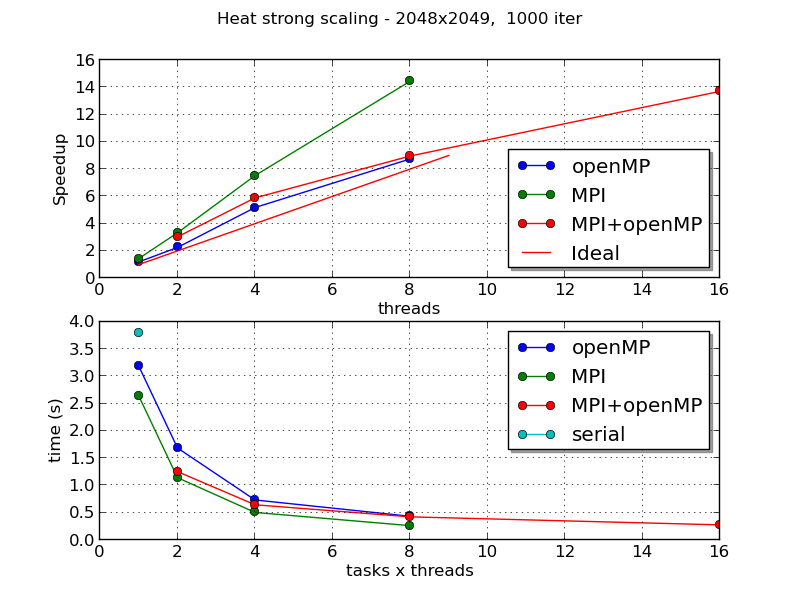 Heat strong scaling - 2048x2049,  1000 iter
16
14
12
10
8
6
4
2
0
Speedup
openMP
MPI
MPI+openMP
Ideal
0 2 4 6 8 10 12 14 16
threads
4.0
3.5
3.0
2.5
2.0
1.5
1.0
0.5
0.0
time (s)
openMP
MPI
MPI+openMP
serial
0 2 4 6 8 10 12 14 16
tasks x threads